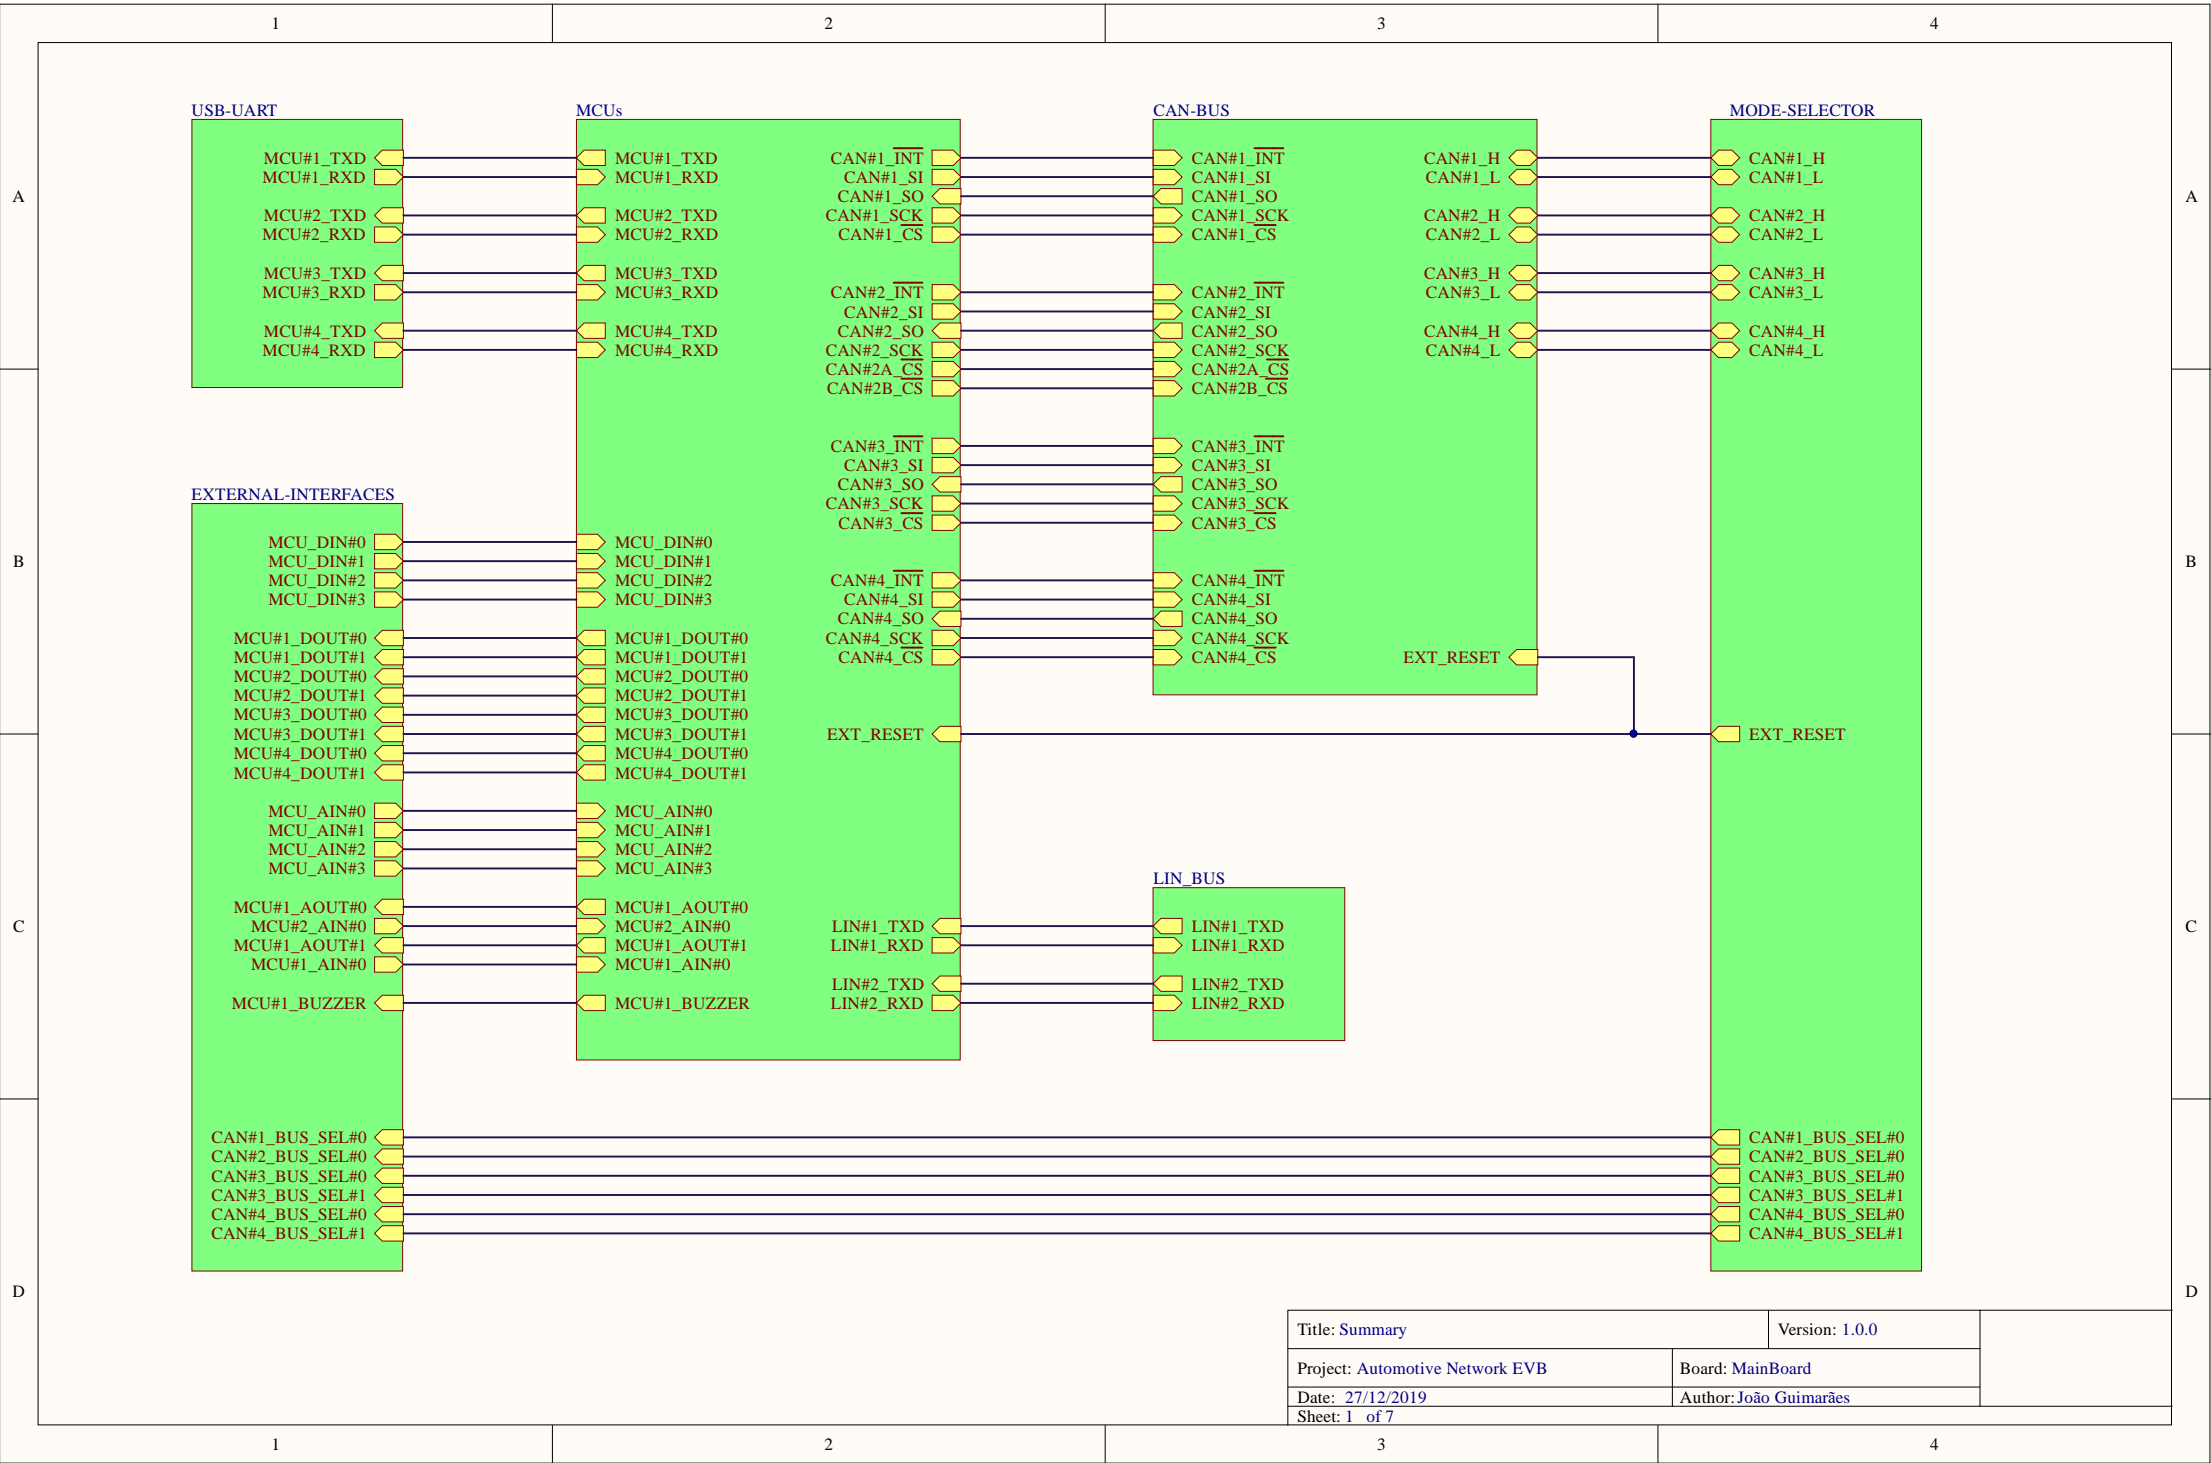 1 2 3 4
A A
B B
C C
D D
USB-UART
MCU#1_TXD
MCU#1_RXD
MCU#2_TXD
MCU#2_RXD
MCU#3_TXD
MCU#3_RXD
MCU#4_TXD
MCU#4_RXD
EXTERNAL-INTERFACES
MCU_DIN#0
MCU_DIN#1
MCU_DIN#2
MCU_DIN#3
MCU#1_DOUT#0
MCU#1_DOUT#1
MCU#2_DOUT#0
MCU#2_DOUT#1
MCU#3_DOUT#0
MCU#3_DOUT#1
MCU#4_DOUT#0
MCU#4_DOUT#1
MCU_AIN#0
MCU_AIN#1
MCU_AIN#2
MCU_AIN#3
MCU#1_AOUT#0
MCU#2_AIN#0
MCU#1_AOUT#1
MCU#1_AIN#0
MCU#1_BUZZER
CAN#1_BUS_SEL#0
CAN#2_BUS_SEL#0
CAN#3_BUS_SEL#0
CAN#3_BUS_SEL#1
CAN#4_BUS_SEL#0
CAN#4_BUS_SEL#1
MCUs
MCU#1_TXD
MCU#1_RXD
MCU#2_TXD
MCU#2_RXD
MCU#3_TXD
MCU#3_RXD
MCU#4_TXD
MCU#4_RXD
MCU_DIN#0
MCU_DIN#1
MCU_DIN#2
MCU_DIN#3
MCU#1_DOUT#0
MCU#1_DOUT#1
MCU#2_DOUT#0
MCU#2_DOUT#1
MCU#3_DOUT#0
MCU#3_DOUT#1
MCU#4_DOUT#0
MCU#4_DOUT#1
MCU_AIN#0
MCU_AIN#1
MCU_AIN#2
MCU_AIN#3
MCU#1_AOUT#0
MCU#2_AIN#0
MCU#1_AOUT#1
MCU#1_AIN#0
MCU#1_BUZZER
CAN#1_INT
CAN#1_SI
CAN#1_SO
CAN#1_SCK
CAN#1_CS
CAN#2_INT
CAN#2_SI
CAN#2_SO
CAN#2_SCK
CAN#2A_CS
CAN#2B_CS
CAN#3_INT
CAN#3_SI
CAN#3_SO
CAN#3_SCK
CAN#3_CS
CAN#4_INT
CAN#4_SI
CAN#4_SO
CAN#4_SCK
CAN#4_CS
EXT_RESET
LIN#1_TXD
LIN#1_RXD
LIN#2_TXD
LIN#2_RXD
CAN-BUS
CAN#1_INT
CAN#1_SI
CAN#1_SO
CAN#1_SCK
CAN#1_CS
CAN#2_INT
CAN#2_SI
CAN#2_SO
CAN#2_SCK
CAN#2A_CS
CAN#2B_CS
CAN#3_INT
CAN#3_SI
CAN#3_SO
CAN#3_SCK
CAN#3_CS
CAN#4_INT
CAN#4_SI
CAN#4_SO
CAN#4_SCK
CAN#4_CS
CAN#1_H
CAN#1_L
CAN#2_H
CAN#2_L
CAN#3_H
CAN#3_L
CAN#4_H
CAN#4_L
EXT_RESET
LIN_BUS
LIN#1_TXD
LIN#1_RXD
LIN#2_TXD
LIN#2_RXD
MODE-SELECTOR
CAN#1_H
CAN#1_L
CAN#2_H
CAN#2_L
CAN#3_H
CAN#3_L
CAN#4_H
CAN#4_L
EXT_RESET
CAN#1_BUS_SEL#0
CAN#2_BUS_SEL#0
CAN#3_BUS_SEL#0
CAN#3_BUS_SEL#1
CAN#4_BUS_SEL#0
CAN#4_BUS_SEL#1
Title: Summary Version: 1.0.0
Project: Automotive Network EVB Board: MainBoard
Date: 27/12/2019 Author: João Guimarães
Sheet: 1 of 7
1 2 3 4